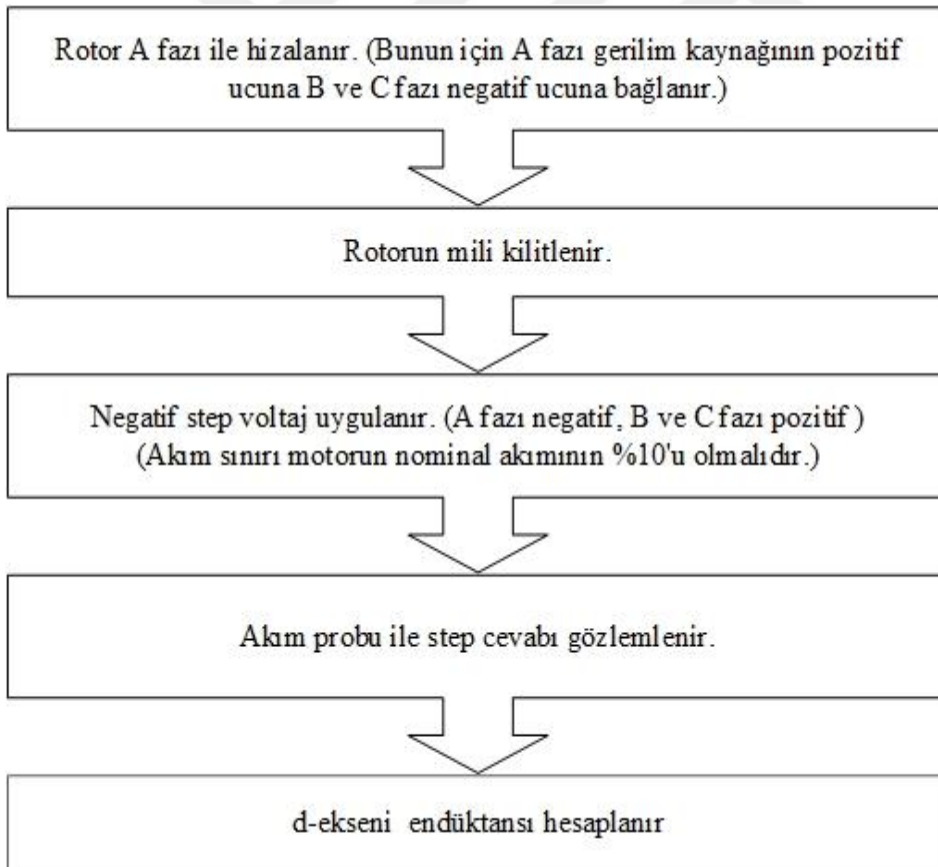 Rotor A fazı ile hizalanır. (Bunun için A fazı gerilim kaynağının pozitif
ucuna B ve C fazı negatif ucuna bağlanır.)
Rotorun mili kilitlenir.
Negatif step voltaj uygulanır. (A fazı negatif, B ve C fazı pozitif )
(Akım sınırı motorun nominal akımının %10'u olmalıdır.)
Akım probu ile step cevabı gözlemlenir.
d-ekseni endüktansı hesaplanır